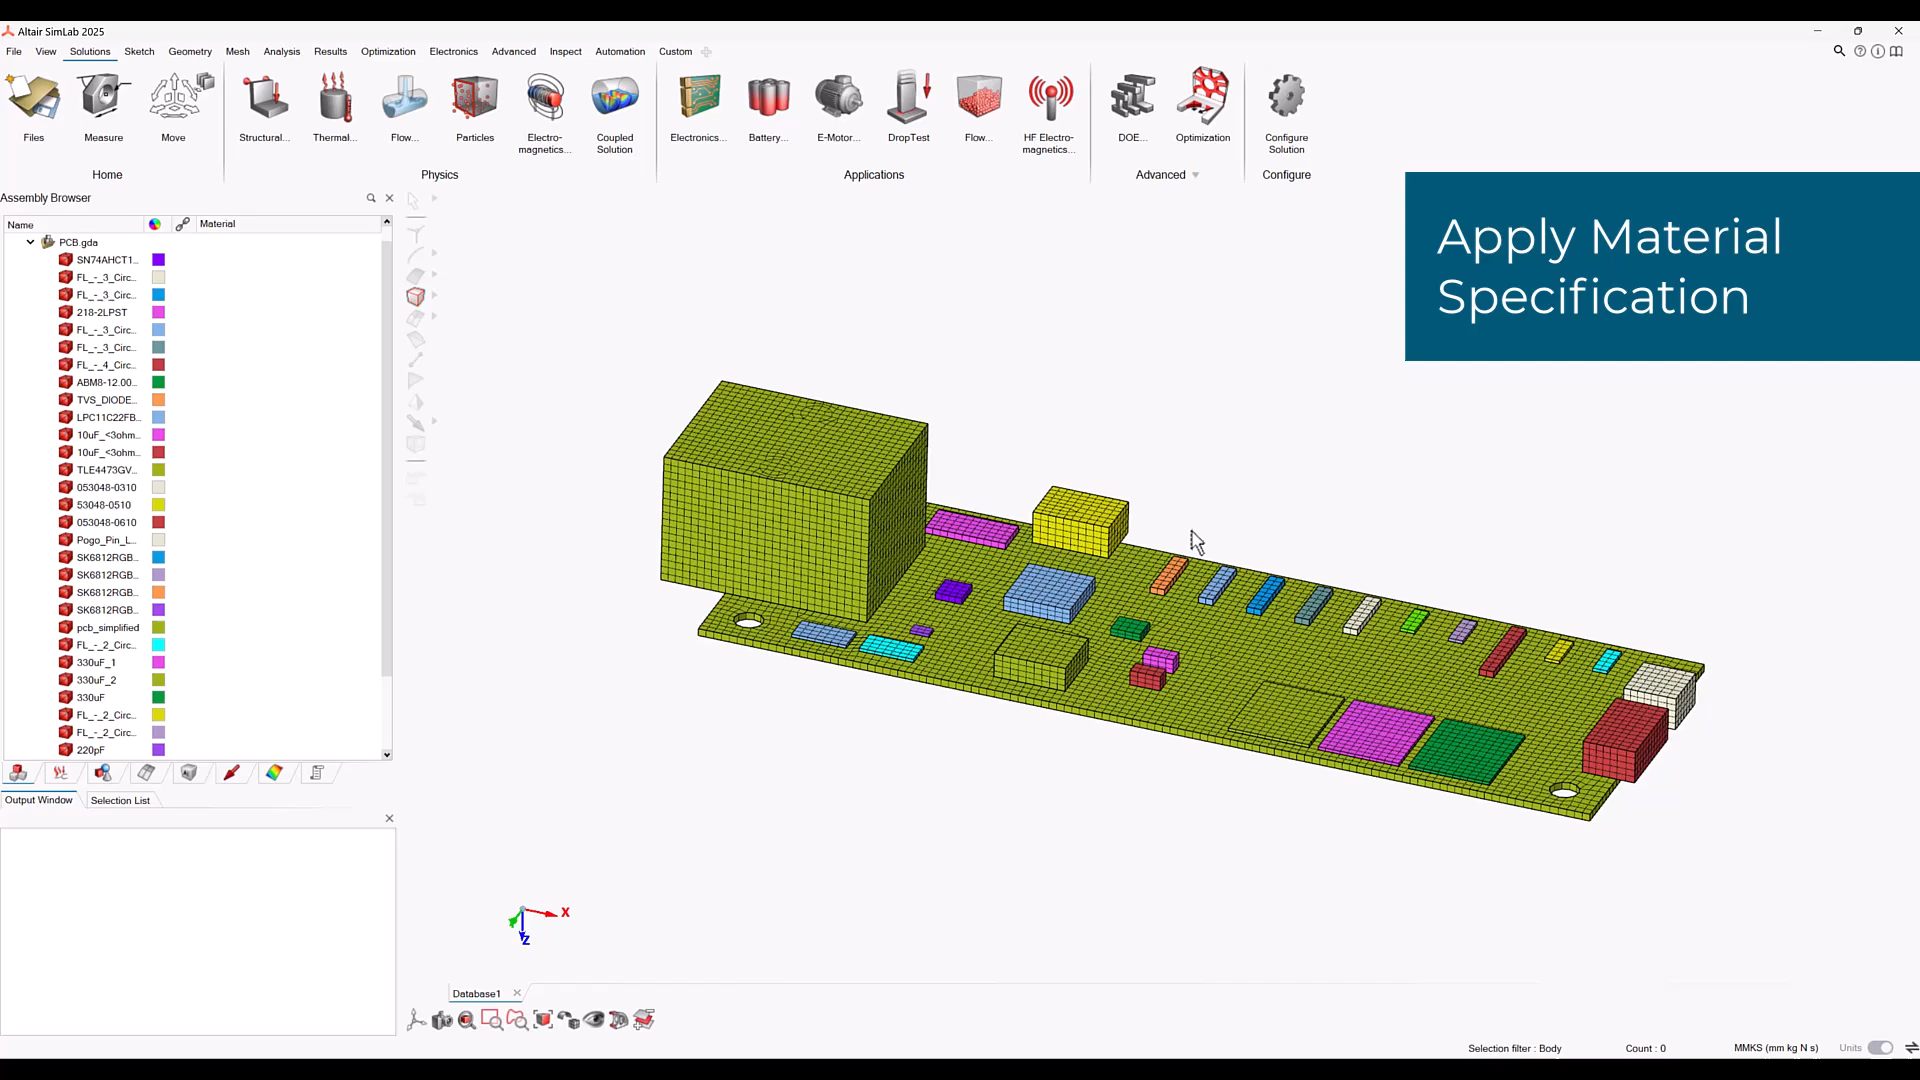 Altair SimLab 2025
File View Solutions Sketch Geometry Mesh Analysis Results Optimization Electronics Advanced Inspect Automation Custom
Files Measure Move Structural... Thermal... Flow... Particles Electro-magnetics... Coupled Solution Electronics... Battery... E-Motor... DropTest Flow... HF Electro-magnetics... DOE... Optimization Configure Solution
Home Physics Applications Advanced Configure
Assembly Browser
Name Material
PCB.gda
SN74AHCT1...
FL_-_3_Circ...
FL_-_3_Circ...
218-2LPST
FL_-_3_Circ...
FL_-_3_Circ...
FL_-_4_Circ...
ABM8-12.00...
TVS_DIODE...
LPC11C22FB...
10uF_<3ohm...
10uF_<3ohm...
TLE4473GV...
053048-0310
53048-0510
053048-0610
Pogo_Pin_L...
SK6812RGB...
SK6812RGB...
SK6812RGB...
SK6812RGB...
pcb_simplified
FL_-_2_Circ...
330uF_1
330uF_2
330uF
FL_-_2_Circ...
FL_-_2_Circ...
220pF
Output Window Selection List
Apply Material
Specification
X
Z
Database1
Selection filter : Body Count : 0 MMKS (mm kg N s) Units